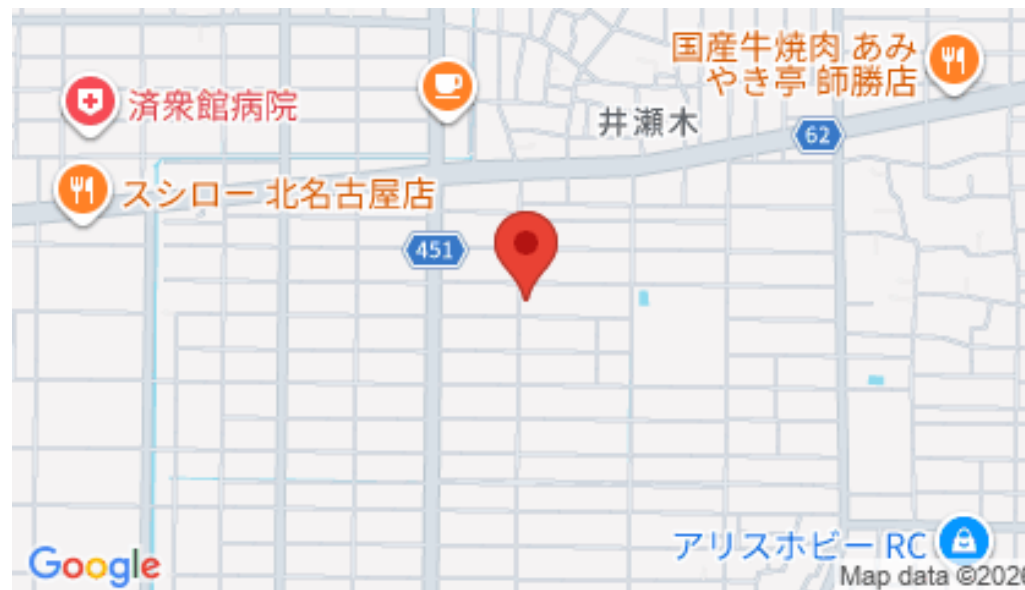 国産牛焼肉 あみ
やき亭 師勝店
済衆館病院
井瀬木
62
スシロー 北名古屋店
451
アリスホビー RC
Google
Map data ©2026